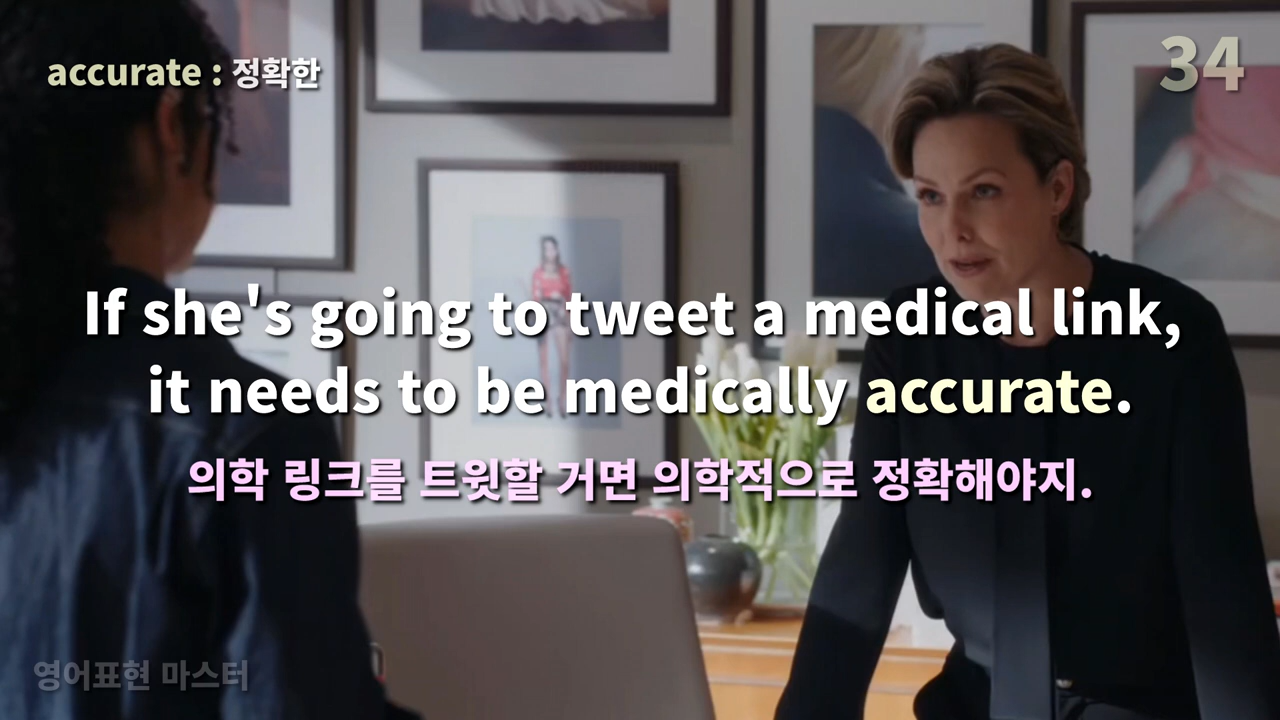 accurate : 정확한
34
If she's going to tweet a medical link,
it needs to be medically accurate.
의학 링크를 트윗할 거면 의학적으로 정확해야지.
영어표현 마스터